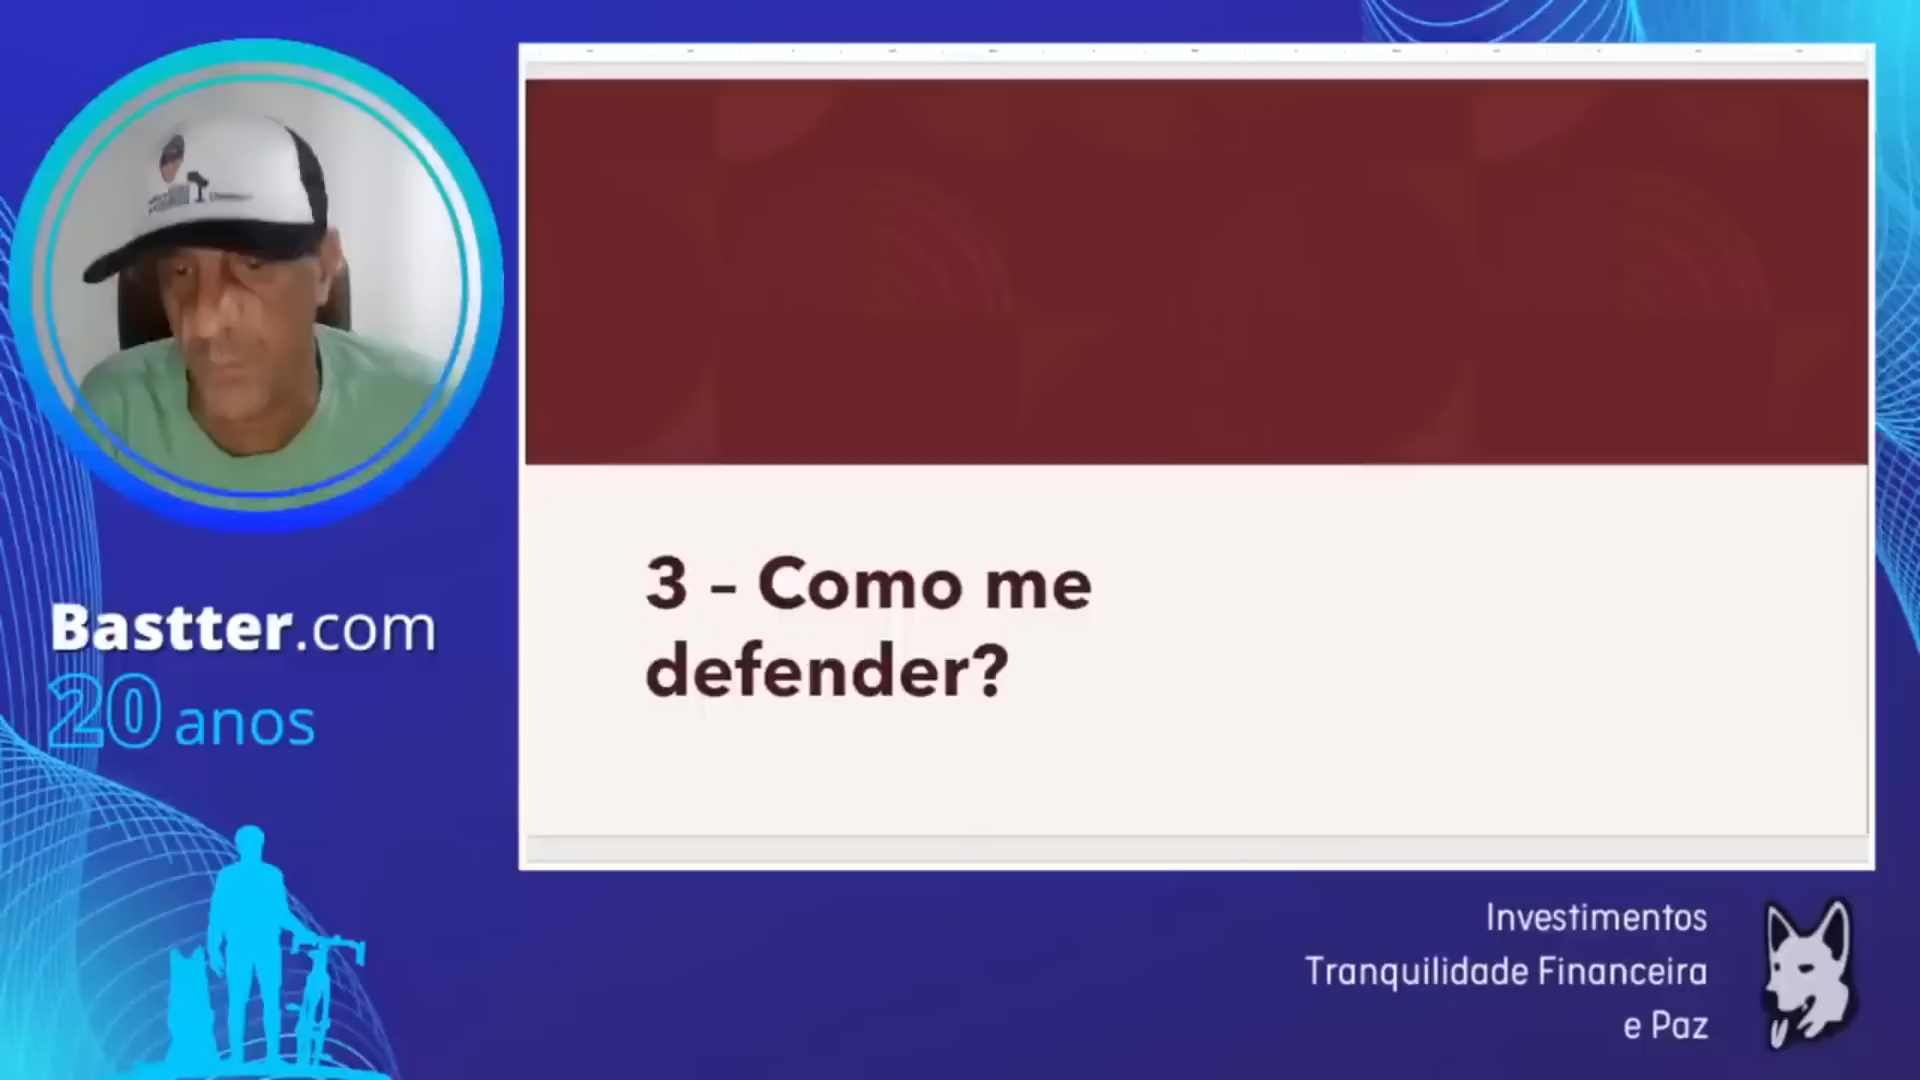 Bastter.com
20 anos
3 - Como me
defender?
Investimentos
Tranquilidade Financeira
e Paz